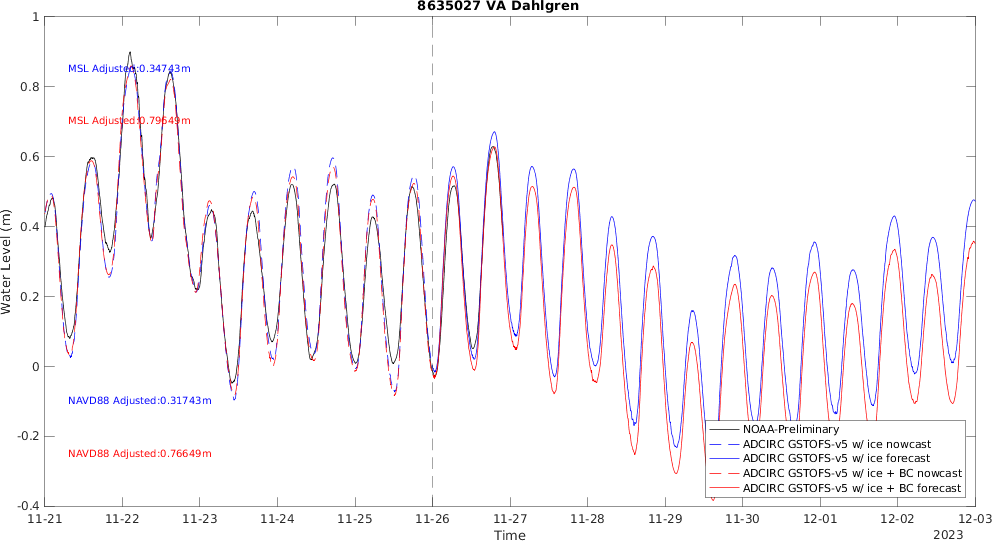 8635027 VA Dahlgren
1
0.8
0.6
0.4
0.2
0
-0.2
-0.4
Water Level (m)
MSL Adjusted:0.34743m
MSL Adjusted:0.79649m
NAVD88 Adjusted:0.31743m
NAVD88 Adjusted:0.76649m
NOAA-Preliminary
ADCIRC GSTOFS-v5 w/ ice nowcast
ADCIRC GSTOFS-v5 w/ ice forecast
ADCIRC GSTOFS-v5 w/ ice + BC nowcast
ADCIRC GSTOFS-v5 w/ ice + BC forecast
11-21 11-22 11-23 11-24 11-25 11-26 11-27 11-28 11-29 11-30 12-01 12-02 12-03
Time
2023